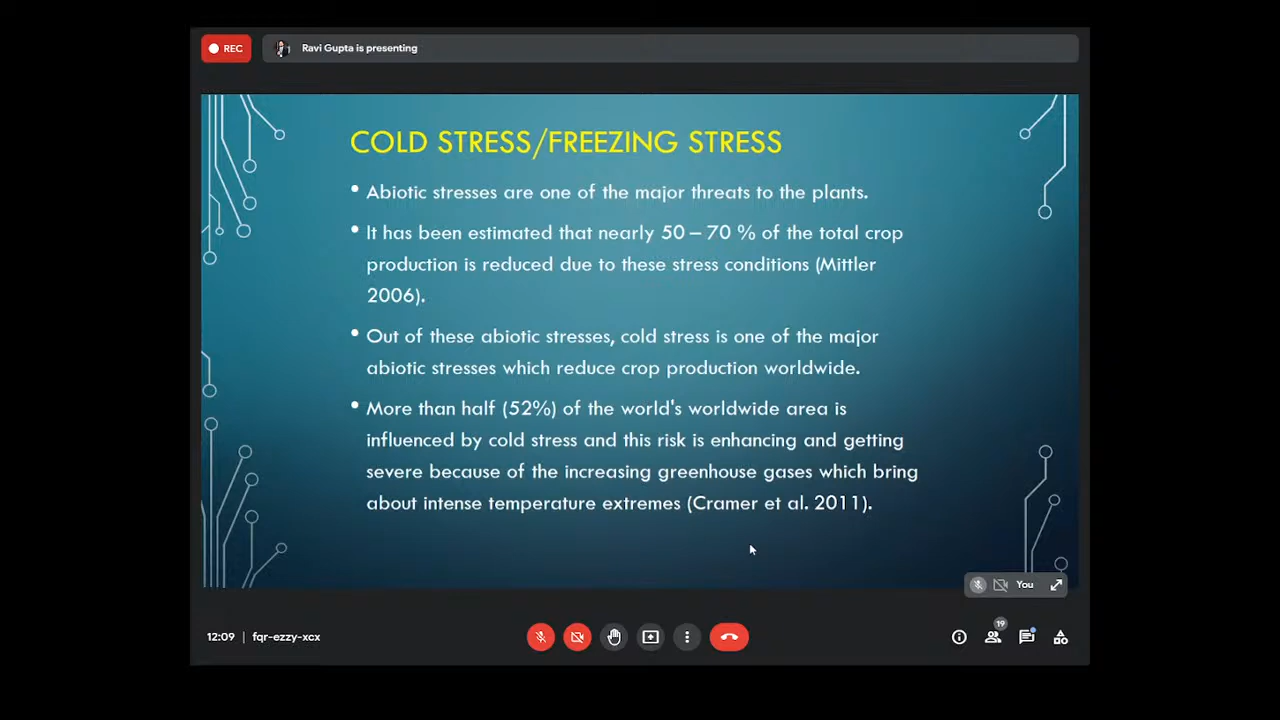 REC
Ravi Gupta is presenting
COLD STRESS/FREEZING STRESS
• Abiotic stresses are one of the major threats to the plants.
• It has been estimated that nearly 50 – 70 % of the total crop
production is reduced due to these stress conditions (Mittler
2006).
• Out of these abiotic stresses, cold stress is one of the major
abiotic stresses which reduce crop production worldwide.
• More than half (52%) of the world's worldwide area is
influenced by cold stress and this risk is enhancing and getting
severe because of the increasing greenhouse gases which bring
about intense temperature extremes (Cramer et al. 2011).
You
12:09 | fqr-ezzy-xcx
19